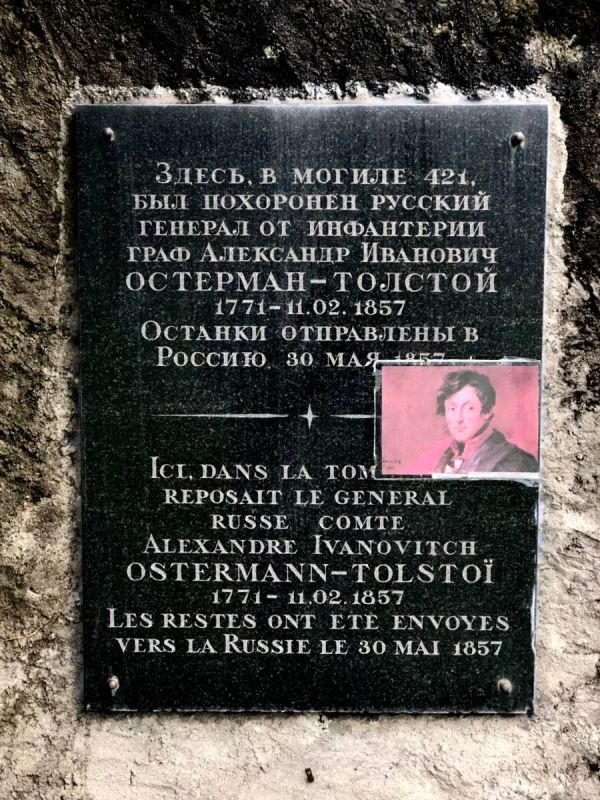 Здесь, в могиле 421,
был похоронен русский
генерал от инфантерии
граф Александр Иванович
ОСТЕРМАН-ТОЛСТОЙ
1771-11.02.1857
Останки отправлены в
Россию 30 мая 1857
Ici, dans la
reposait le general
russe comte
Alexandre Ivanovitch
OSTERMANN-TOLSTOÏ
1771-11.02.1857
Les restes ont ete envoyes
vers la Russie le 30 mai 1857